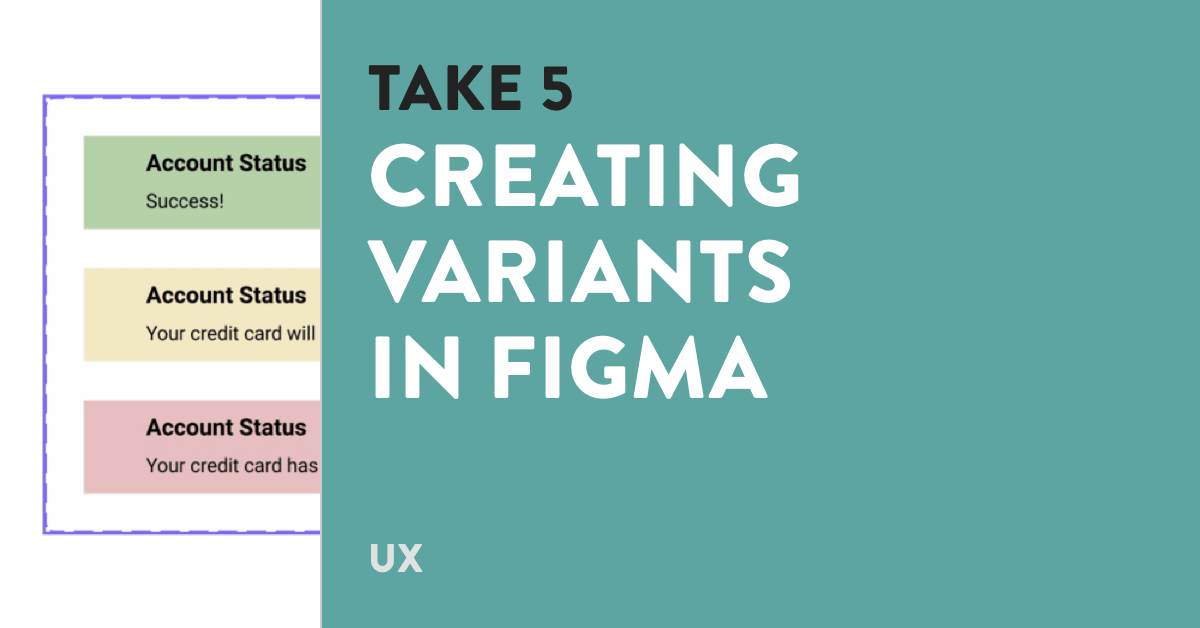 Account Status
Success!
Account Status
Your credit card will
Account Status
Your credit card has
TAKE 5
CREATING
VARIANTS
IN FIGMA
UX